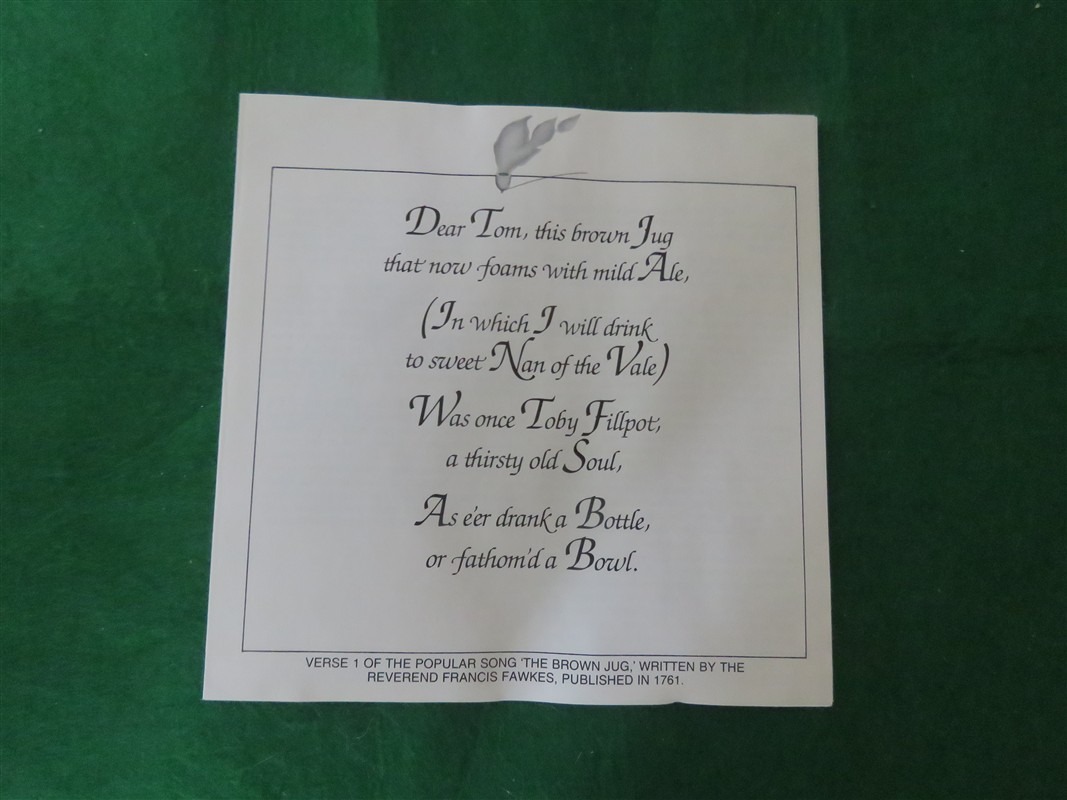 Dear Tom, this brown Jug
that now foams with mild Ale,
(In which I will drink
to sweet Nan of the Vale)
Was once Toby Fillpot,
a thirsty old Soul,
As e'er drank a Bottle,
or fathom'd a Bowl.
VERSE 1 OF THE POPULAR SONG 'THE BROWN JUG,' WRITTEN BY THE
REVEREND FRANCIS FAWKES, PUBLISHED IN 1761.